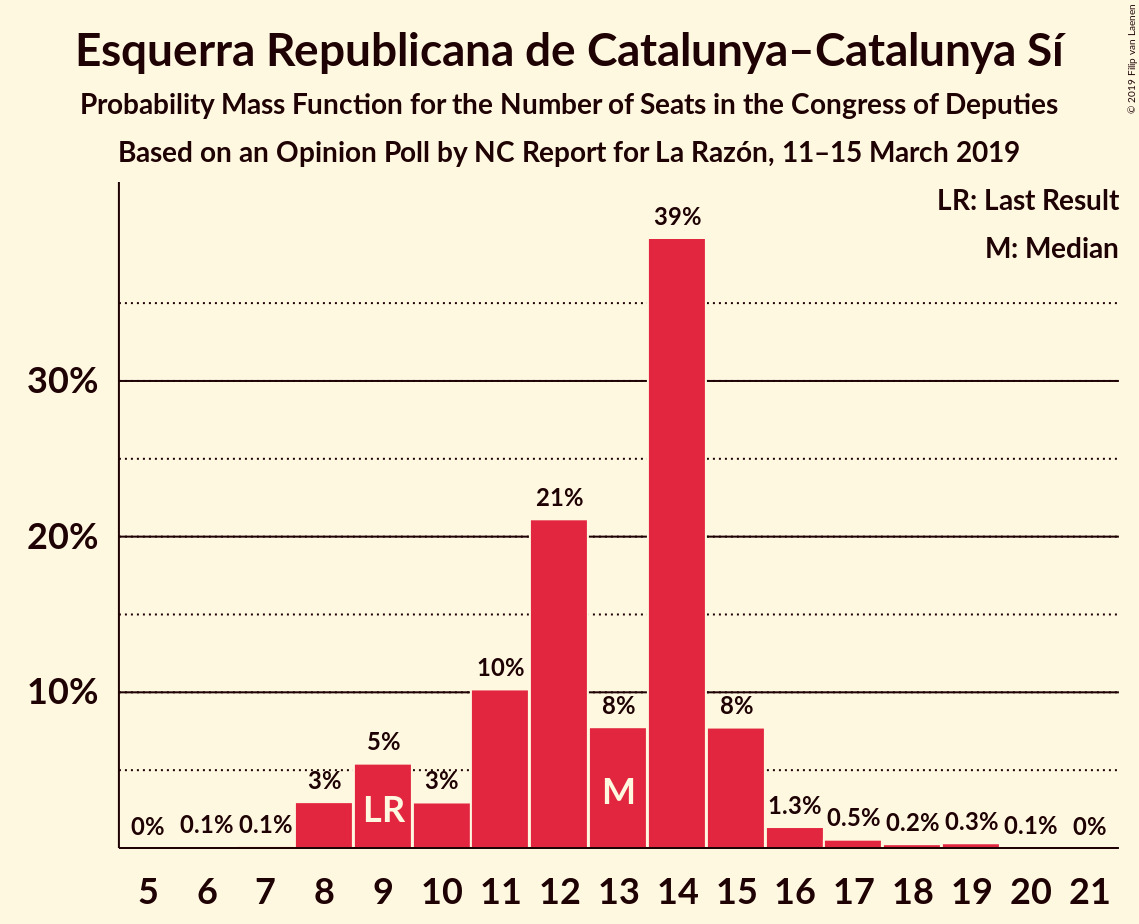 Esquerra Republicana de Catalunya–Catalunya Sí
Probability Mass Function for the Number of Seats in the Congress of Deputies
Based on an Opinion Poll by NC Report for La Razón, 11–15 March 2019
© 2019 Filip van Laenen
LR: Last Result
M: Median
30%
20%
10%
0% 0.1% 0.1% 3% 5% 3% 10% 21% 8% 39% 8% 1.3% 0.5% 0.2% 0.3% 0.1% 0%
LR M
5 6 7 8 9 10 11 12 13 14 15 16 17 18 19 20 21